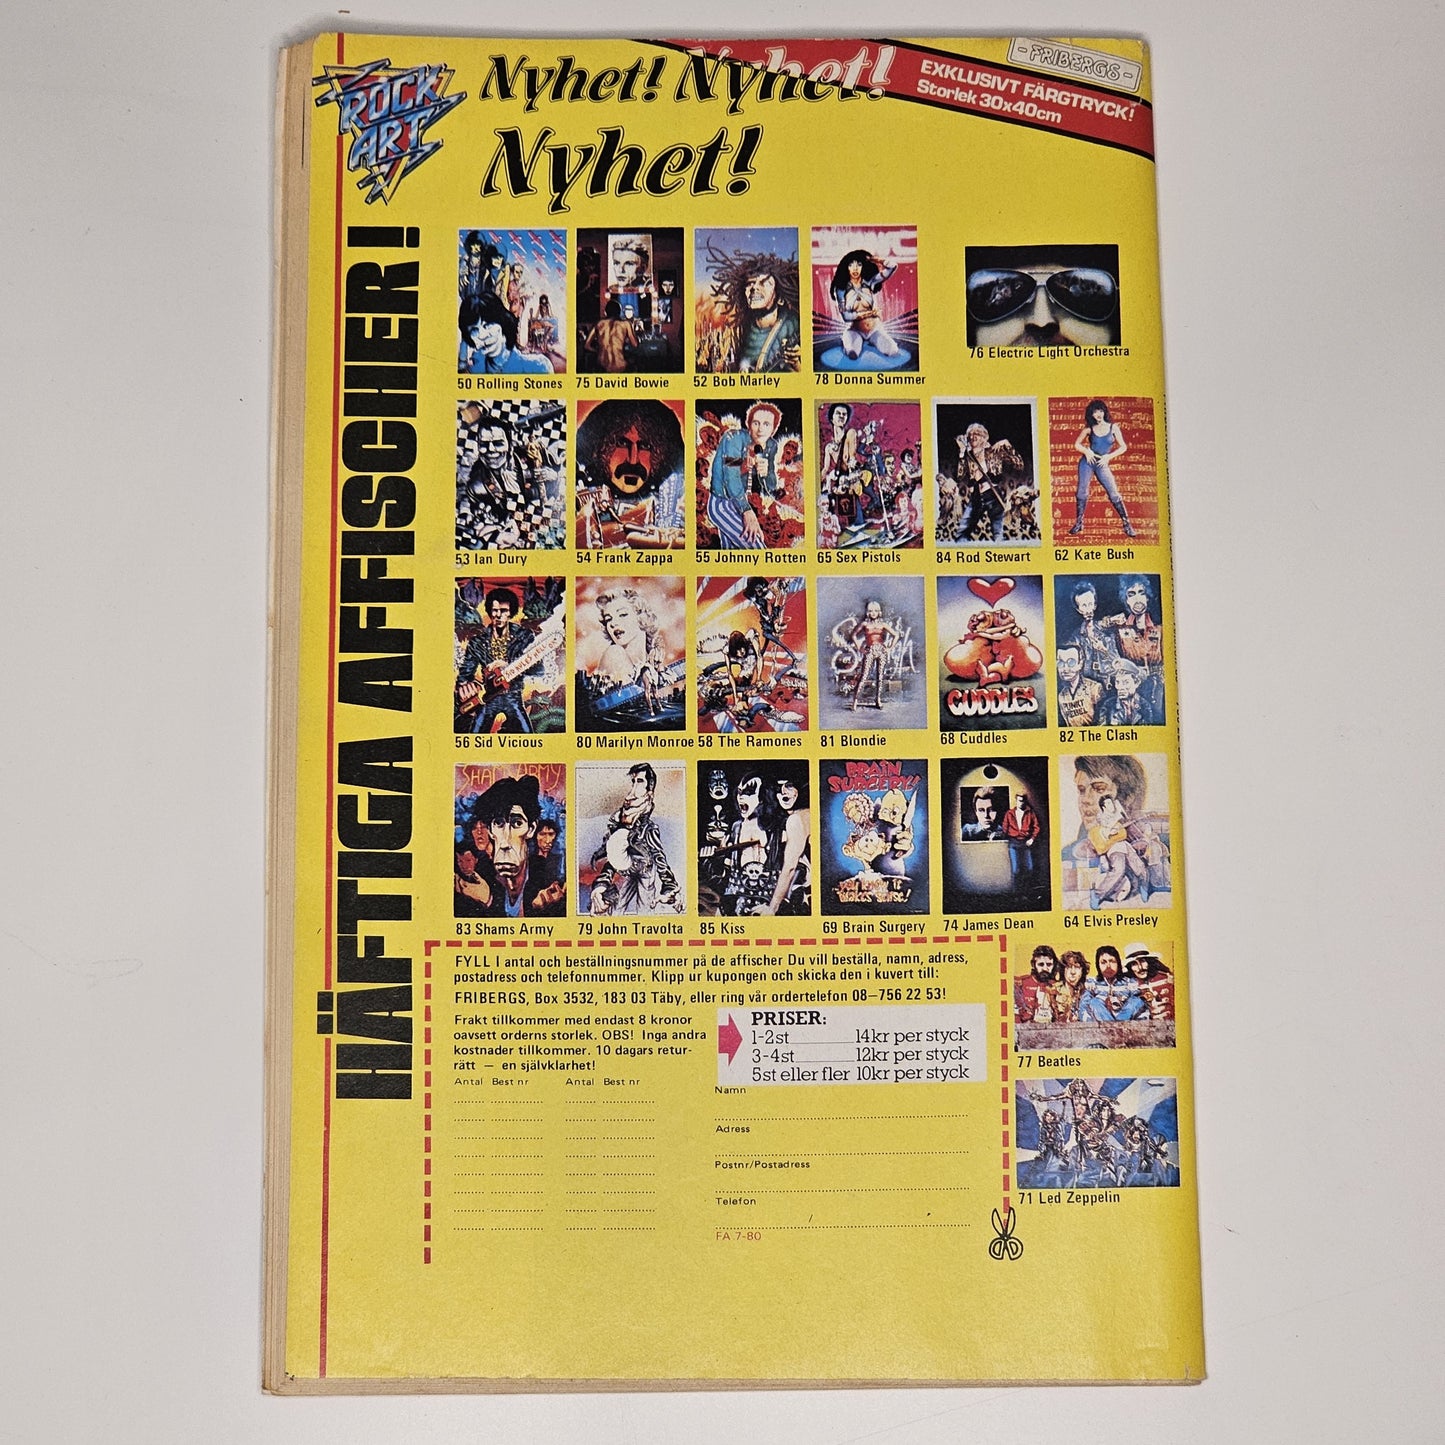 ROCK
ART
Nyhet! Nyhet!
Nyhet!
EXKLUSIVT FÄRGTRYCK!
Storlek 30x40cm
-FRIBERGS-
HÄFTIGA AFFISCHER!
50 Rolling Stones
75 David Bowie
52 Bob Marley
78 Donna Summer
76 Electric Light Orchestra
53 Ian Dury
54 Frank Zappa
55 Johnny Rotten
65 Sex Pistols
84 Rod Stewart
62 Kate Bush
56 Sid Vicious
80 Marilyn Monroe
58 The Ramones
81 Blondie
CUDDLES
68 Cuddles
82 The Clash
SHAMS ARMY
83 Shams Army
79 John Travolta
85 Kiss
BRAIN
SURGERY!
69 Brain Surgery
74 James Dean
64 Elvis Presley
77 Beatles
71 Led Zeppelin
FYLL I antal och beställningsnummer på de affischer Du vill beställa, namn, adress,
postadress och telefonnummer. Klipp ur kupongen och skicka den i kuvert till:
FRIBERGS, Box 3532, 183 03 Täby, eller ring vår ordertelefon 08–756 22 53!
Frakt tillkommer med endast 8 kronor
oavsett orderns storlek. OBS! Inga andra
kostnader tillkommer. 10 dagars retur-
rätt – en självklarhet!
PRISER:
1-2 st 14kr per styck
3-4 st 12kr per styck
5 st eller fler 10kr per styck
Antal Best nr Antal Best nr
Namn
Adress
Postnr/Postadress
Telefon
FA 7-80